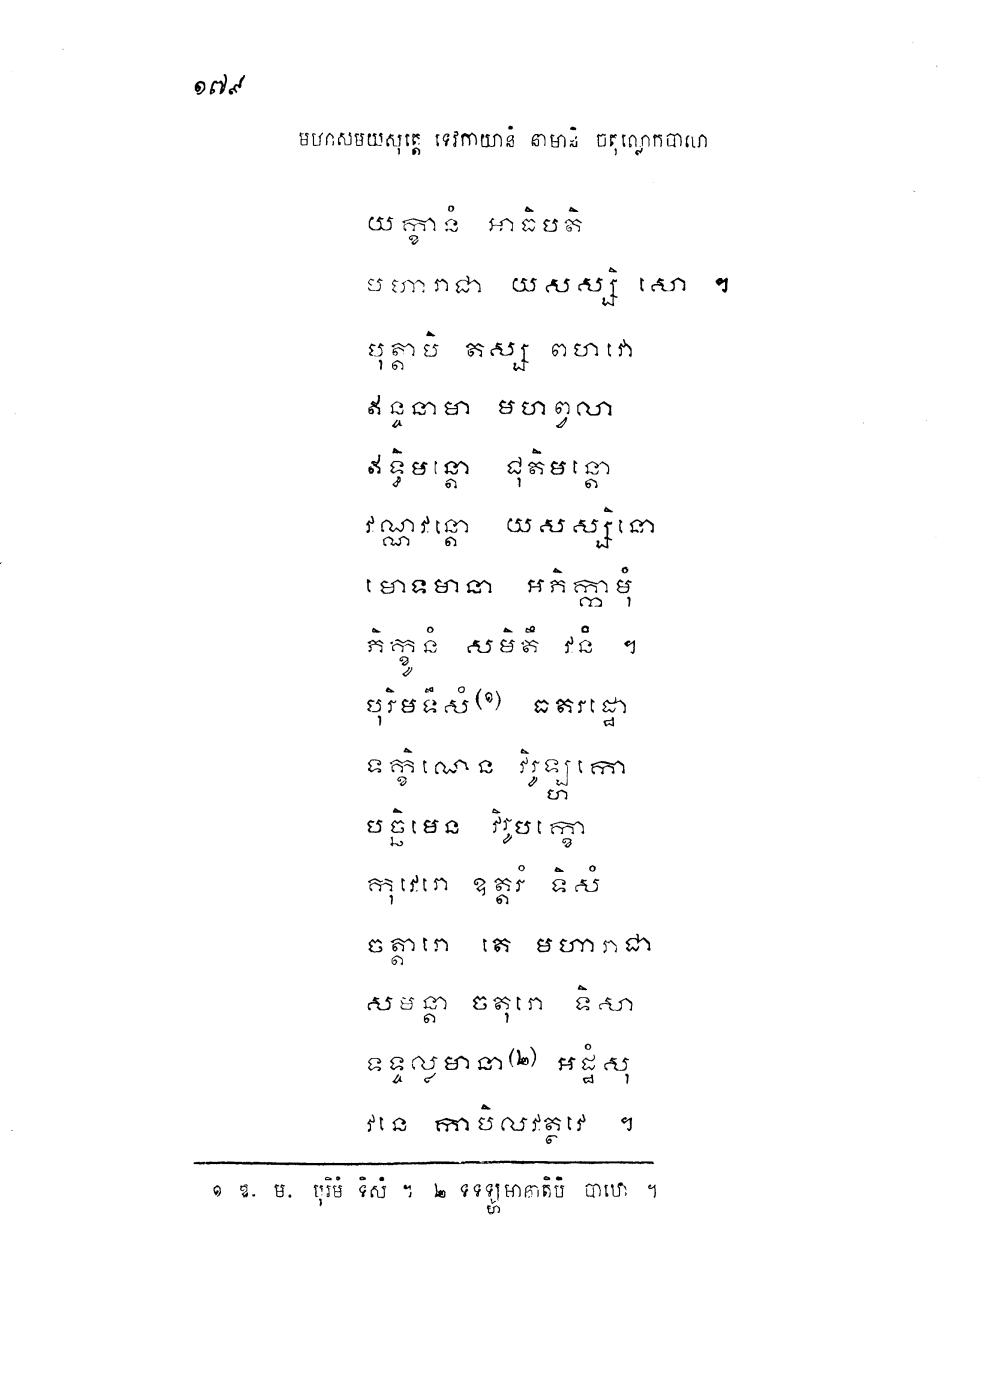 ១៧៩
មហាសមយសុត្តេ ទេវកាយានំ នាមានិ ចតុល្លោកបាលា
យក្ខានំ អាធិបតិ
មហារាជា យសស្សិ សោ ។
បុត្តាបិ តស្ស ពហវោ
ឥន្ទនាមា មហព្វលា
ឥទ្ធិមន្តោ ជុតិមន្តោ
វណ្ណវន្តោ យសស្សិនោ
មោទមានា អភិក្កាមុំ
ភិក្ខូនំ សមិតឹ វនំ ។
បុរិមទឹសំ(១) ធតរដ្ឋោ
ទក្ខិណេន វិរូឡ្ហកោ
បច្ឆិមេន វិរូបក្ខោ
កុវេរោ ឧត្តរំ ទិសំ
ចត្តារោ តេ មហារាជា
សមន្តា ចតុរោ ទិសា
ទទ្ទល្លមានា(២) អដ្ឋំសុ
វនេ កាបិលវត្ថវេ ។
១ ឱ. ម. បុរិមំ ទិសំ ។ ២ ទទឡ្ហមានាតិបិ បាឋោ ។